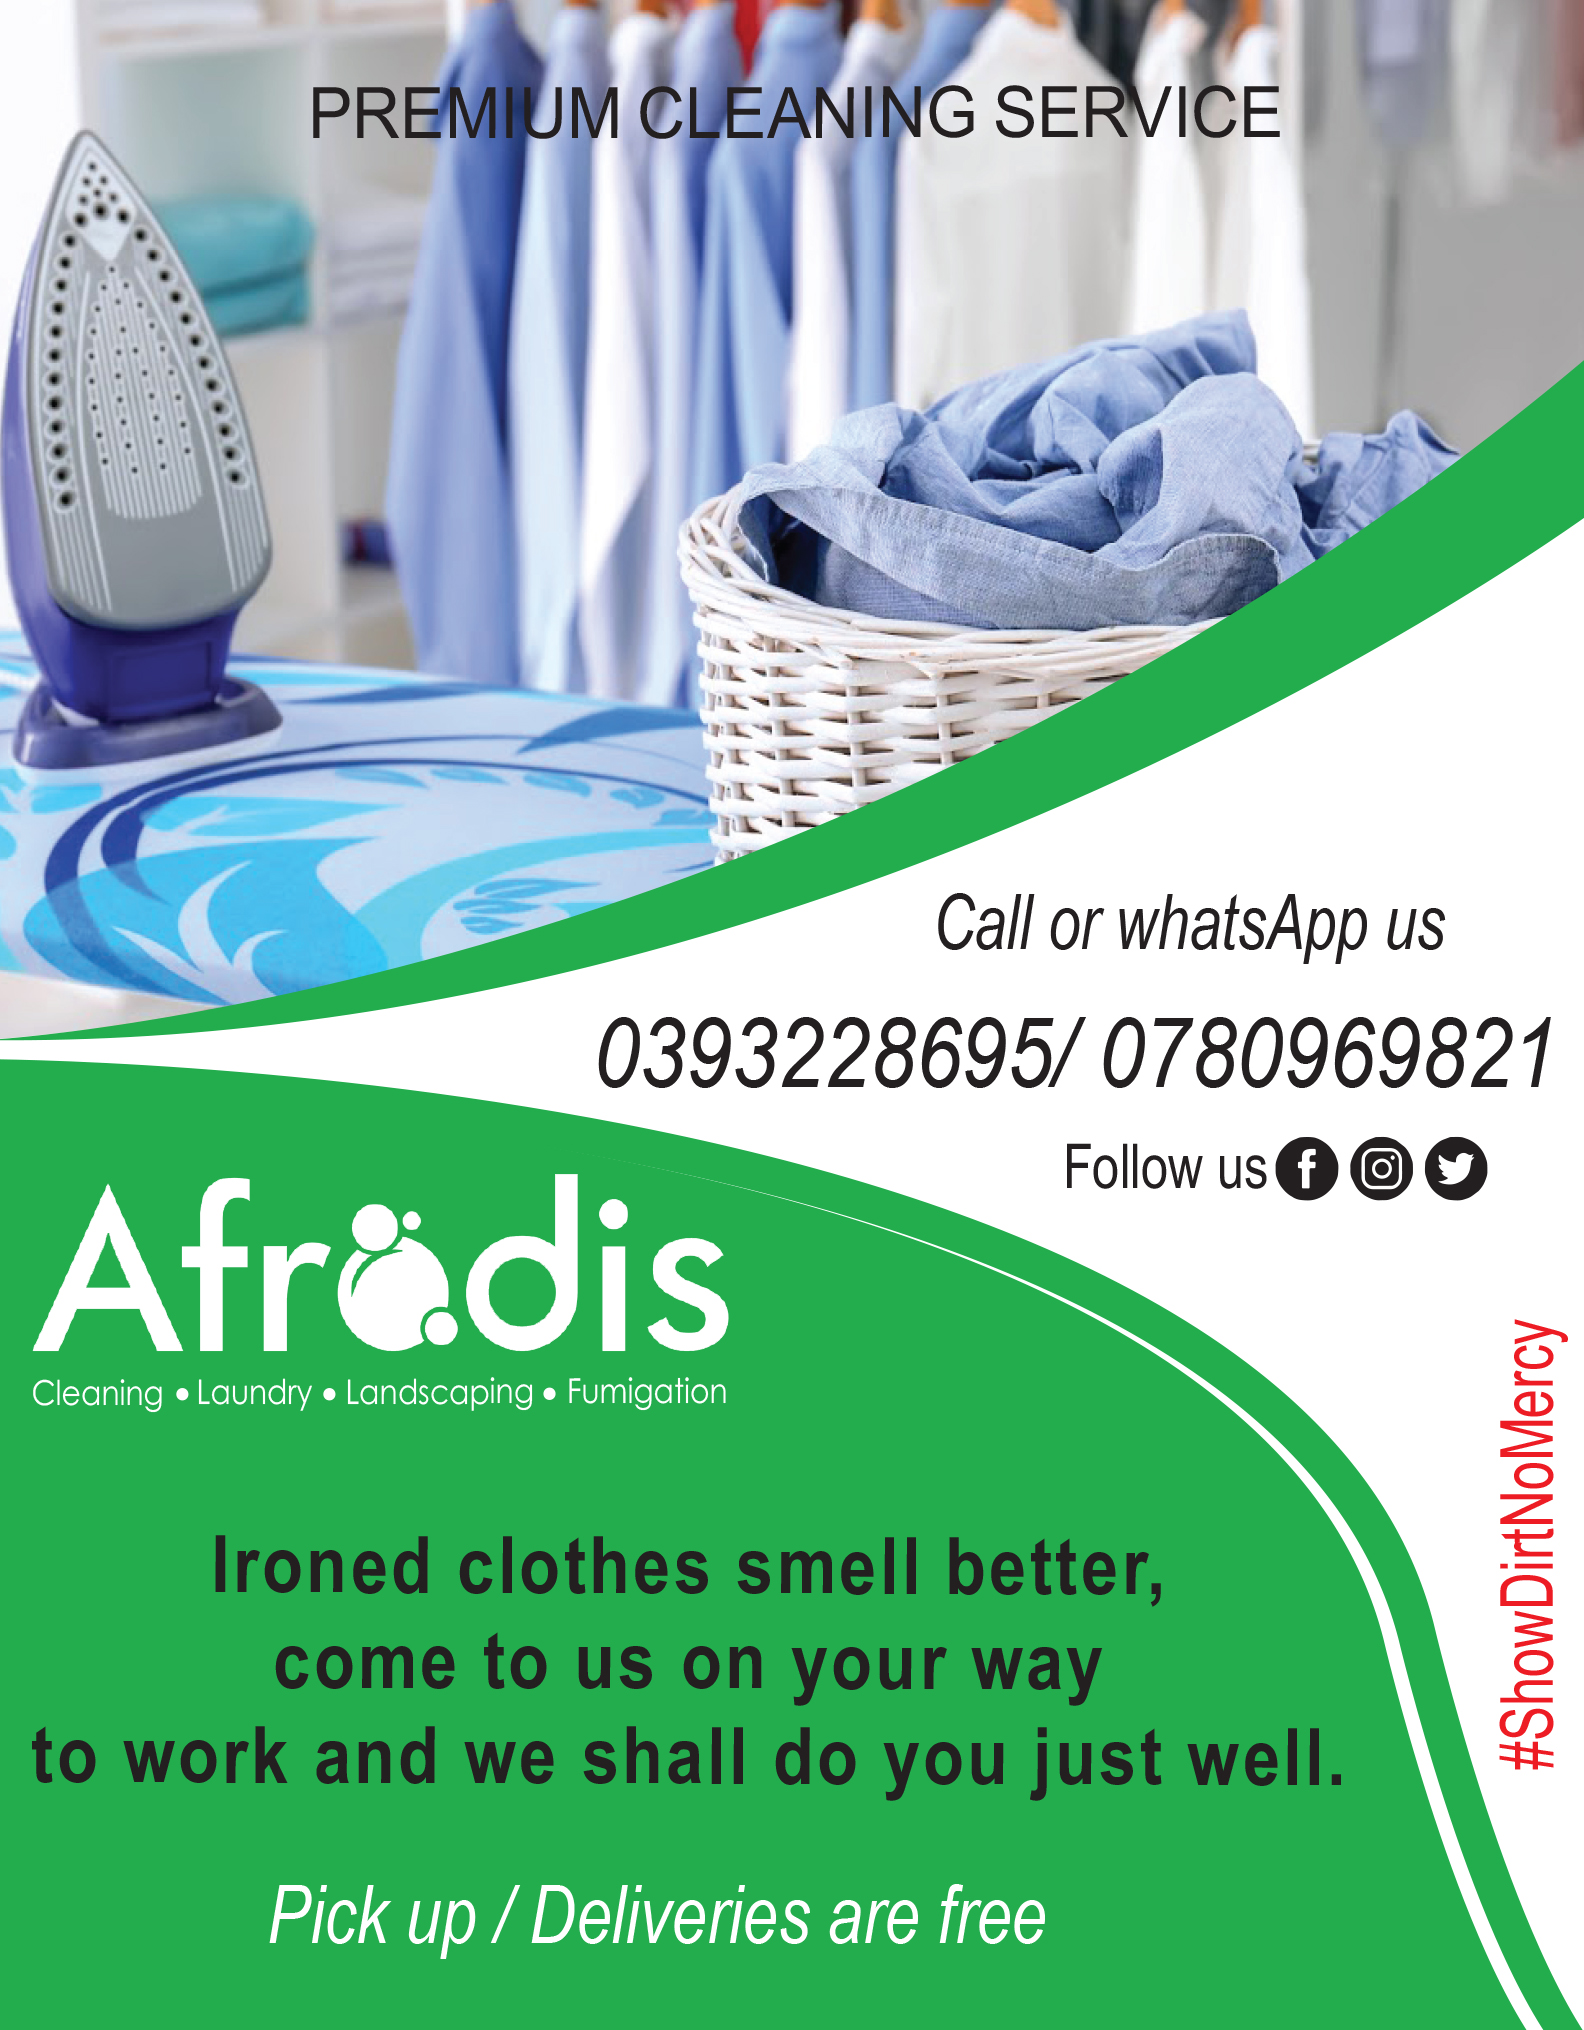 PREMIUM CLEANING SERVICE
Call or whatsApp us
0393228695/ 0780969821
Follow us
Afrodis
Cleaning • Laundry • Landscaping • Fumigation
#ShowDirtNoMercy
Ironed clothes smell better,
come to us on your way
to work and we shall do you just well.
Pick up / Deliveries are free